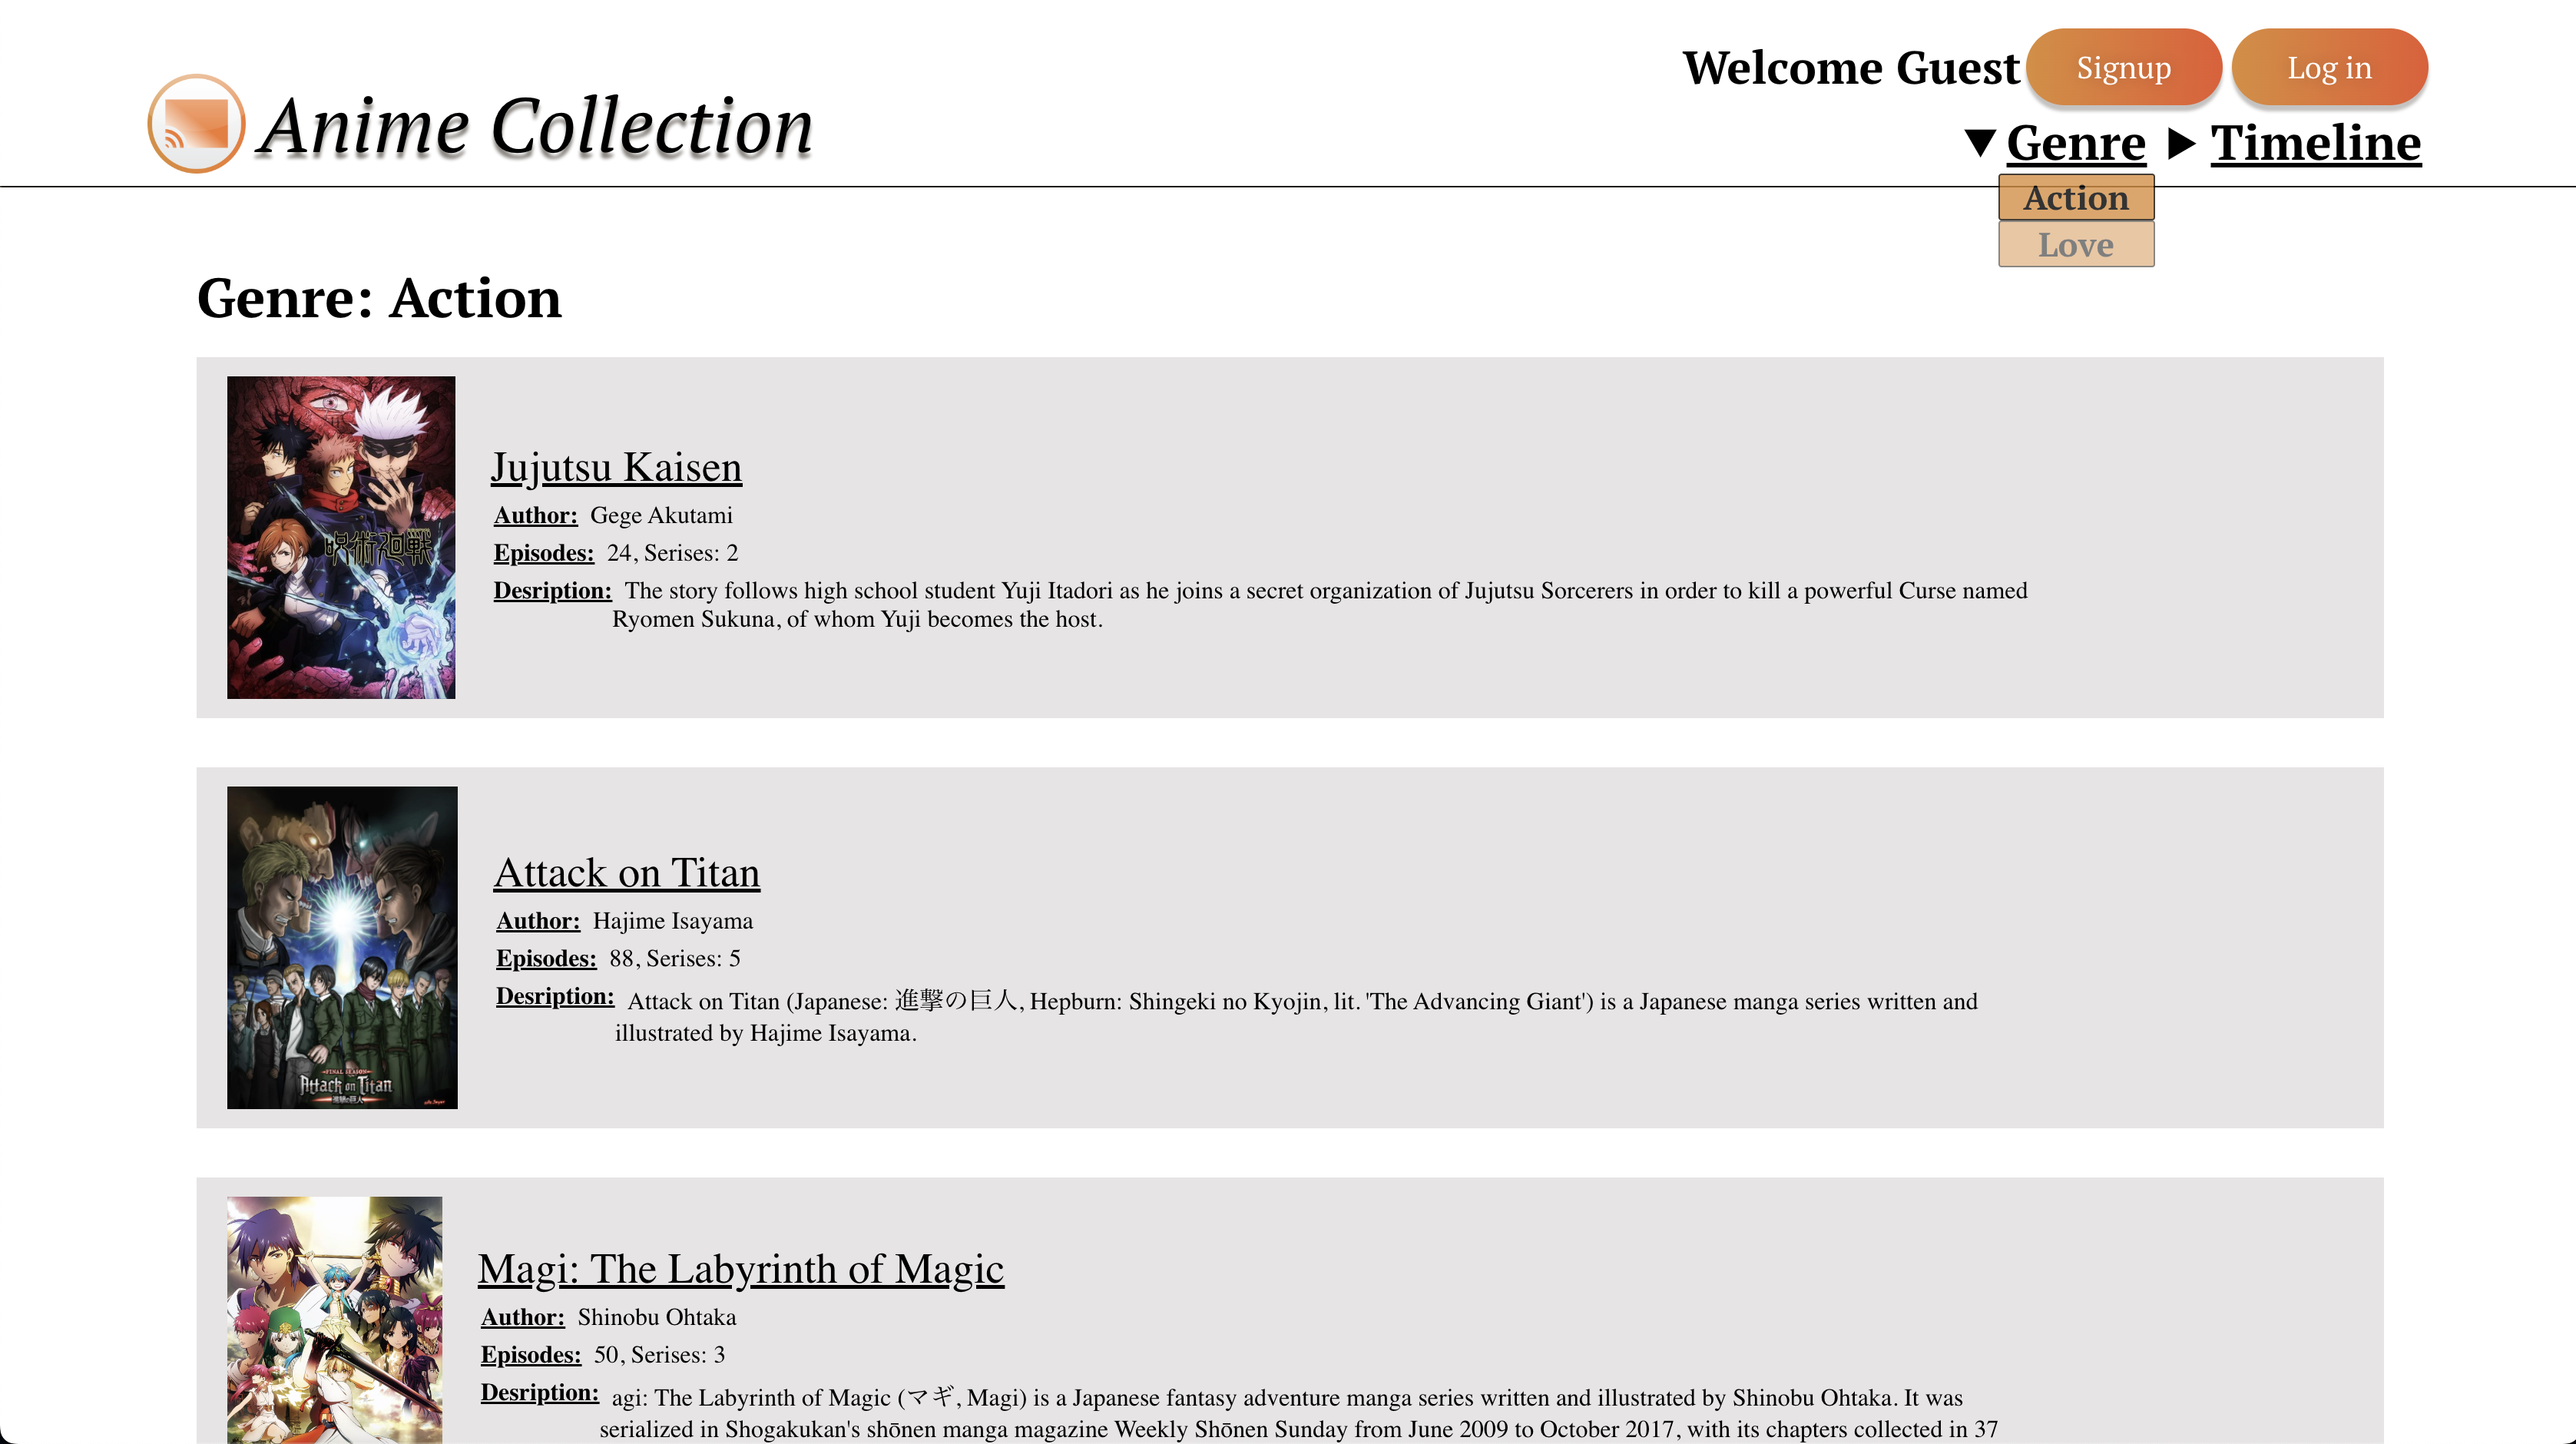 Welcome Guest Signup Log in
Anime Collection
Genre Timeline
Action
Love
Genre: Action
呪術廻戦
Jujutsu Kaisen
Author: Gege Akutami
Episodes: 24, Serises: 2
Desription: The story follows high school student Yuji Itadori as he joins a secret organization of Jujutsu Sorcerers in order to kill a powerful Curse named
Ryomen Sukuna, of whom Yuji becomes the host.
FINAL SEASON
Attack on Titan
進撃の巨人
Attack on Titan
Author: Hajime Isayama
Episodes: 88, Serises: 5
Desription: Attack on Titan (Japanese: 進撃の巨人, Hepburn: Shingeki no Kyojin, lit. 'The Advancing Giant') is a Japanese manga series written and
illustrated by Hajime Isayama.
Magi: The Labyrinth of Magic
Author: Shinobu Ohtaka
Episodes: 50, Serises: 3
Desription: agi: The Labyrinth of Magic (マギ, Magi) is a Japanese fantasy adventure manga series written and illustrated by Shinobu Ohtaka. It was
serialized in Shogakukan's shōnen manga magazine Weekly Shōnen Sunday from June 2009 to October 2017, with its chapters collected in 37